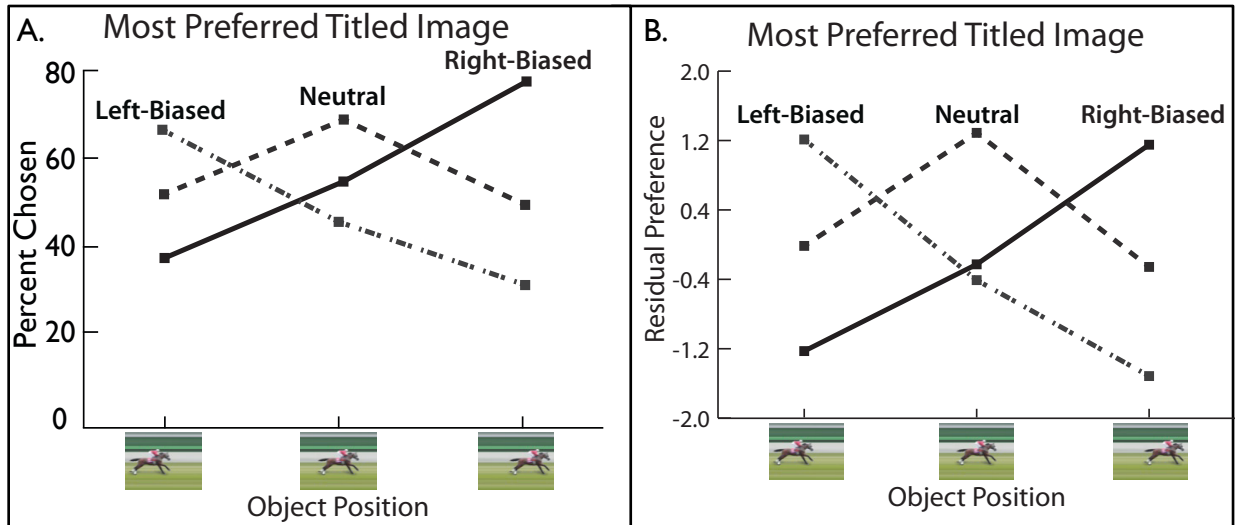 A.
Most Preferred Titled Image
Percent Chosen
80
60
40
20
0
Left-Biased
Neutral
Right-Biased
Object Position
B.
Most Preferred Titled Image
Residual Preference
2.0
1.2
0.4
-0.4
-1.2
-2.0
Left-Biased
Neutral
Right-Biased
Object Position